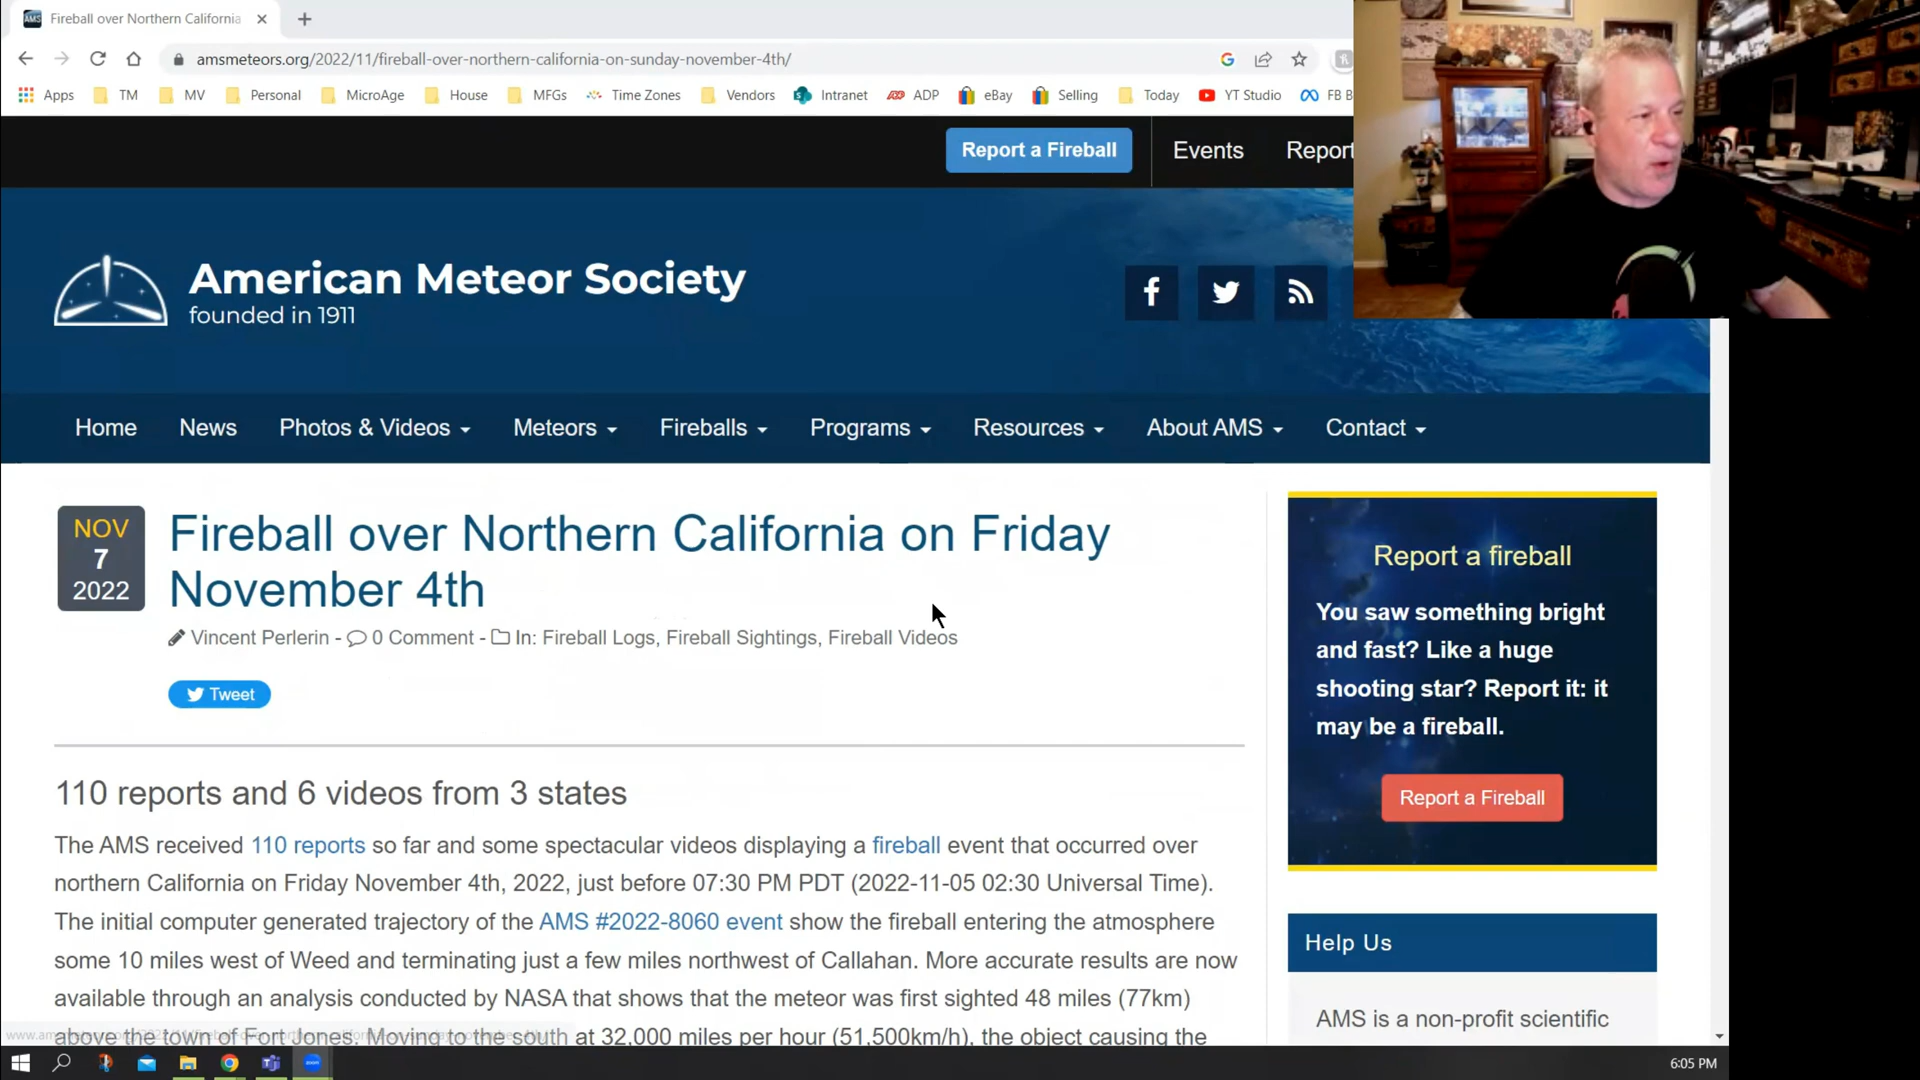 AMS
Fireball over Northern California
amsmeteors.org/2022/11/fireball-over-northern-california-on-sunday-november-4th/
Apps TM MV Personal MicroAge House MFGs Time Zones Vendors Intranet ADP eBay Selling Today YT Studio FB B
Report a Fireball Events Report
American Meteor Society
founded in 1911
Home News Photos & Videos Meteors Fireballs Programs Resources About AMS Contact
NOV
7
2022
Fireball over Northern California on Friday
November 4th
Vincent Perlerin - 0 Comment - In: Fireball Logs, Fireball Sightings, Fireball Videos
Tweet
110 reports and 6 videos from 3 states
The AMS received 110 reports so far and some spectacular videos displaying a fireball event that occurred over
northern California on Friday November 4th, 2022, just before 07:30 PM PDT (2022-11-05 02:30 Universal Time).
The initial computer generated trajectory of the AMS #2022-8060 event show the fireball entering the atmosphere
some 10 miles west of Weed and terminating just a few miles northwest of Callahan. More accurate results are now
available through an analysis conducted by NASA that shows that the meteor was first sighted 48 miles (77km)
above the town of Fort Jones. Moving to the south at 32,000 miles per hour (51,500km/h), the object causing the
Report a fireball
You saw something bright
and fast? Like a huge
shooting star? Report it: it
may be a fireball.
Report a Fireball
Help Us
AMS is a non-profit scientific
6:05 PM